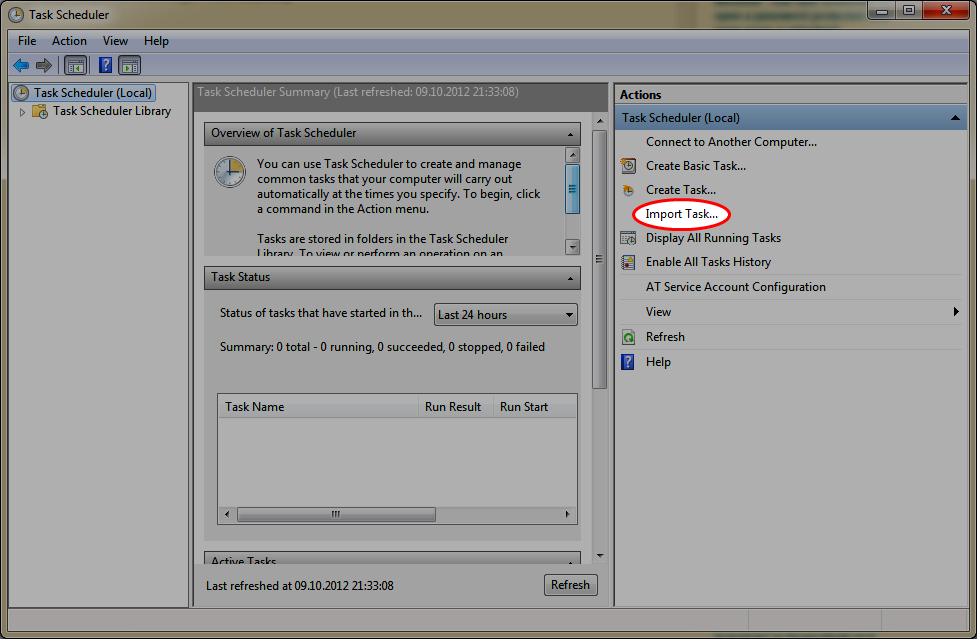 Task Scheduler
File Action View Help
Task Scheduler (Local)
Task Scheduler Library
Task Scheduler Summary (Last refreshed: 09.10.2012 21:33:08)
Overview of Task Scheduler
You can use Task Scheduler to create and manage
common tasks that your computer will carry out
automatically at the times you specify. To begin, click
a command in the Action menu.
Tasks are stored in folders in the Task Scheduler
Library. To view or perform an operation on an
Task Status
Status of tasks that have started in th... Last 24 hours
Summary: 0 total - 0 running, 0 succeeded, 0 stopped, 0 failed
Task Name Run Result Run Start
Active Tasks
Last refreshed at 09.10.2012 21:33:08 Refresh
Actions
Task Scheduler (Local)
Connect to Another Computer...
Create Basic Task...
Create Task...
Import Task...
Display All Running Tasks
Enable All Tasks History
AT Service Account Configuration
View
Refresh
Help